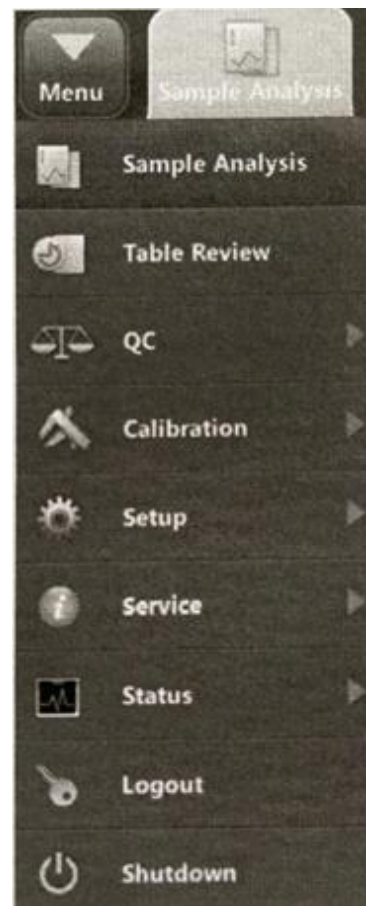 Menu
Sample Analysis
Sample Analysis
Table Review
QC
Calibration
Setup
Service
Status
Logout
Shutdown